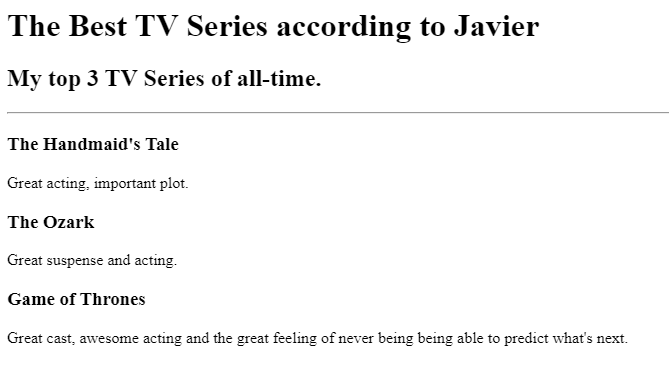 The Best TV Series according to Javier
My top 3 TV Series of all-time.
The Handmaid's Tale
Great acting, important plot.
The Ozark
Great suspense and acting.
Game of Thrones
Great cast, awesome acting and the great feeling of never being being able to predict what's next.